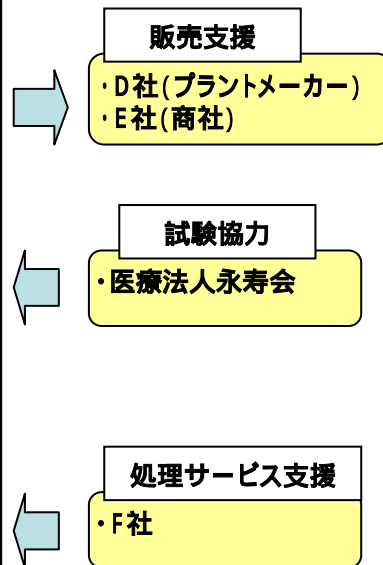 販売支援
・D社(プラントメーカー)
・E社(商社)
試験協力
・医療法人永寿会
処理サービス支援
・F社